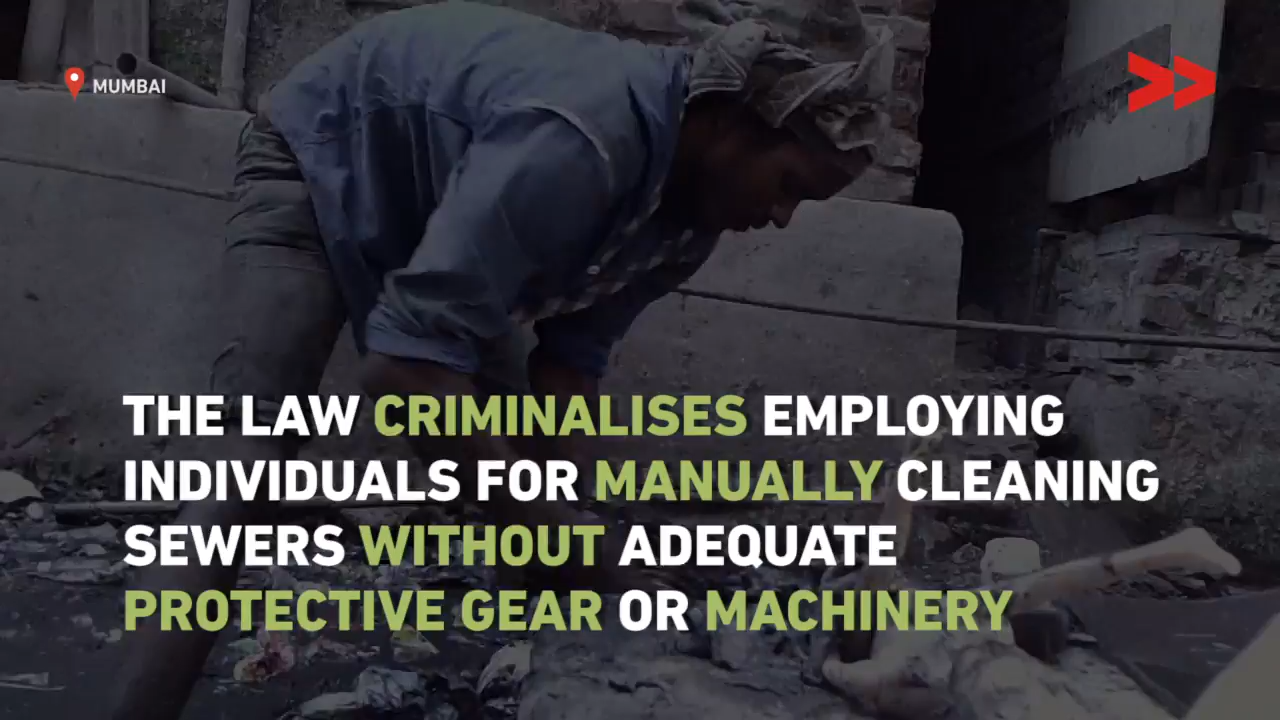 MUMBAI
THE LAW CRIMINALISES EMPLOYING
INDIVIDUALS FOR MANUALLY CLEANING
SEWERS WITHOUT ADEQUATE
PROTECTIVE GEAR OR MACHINERY